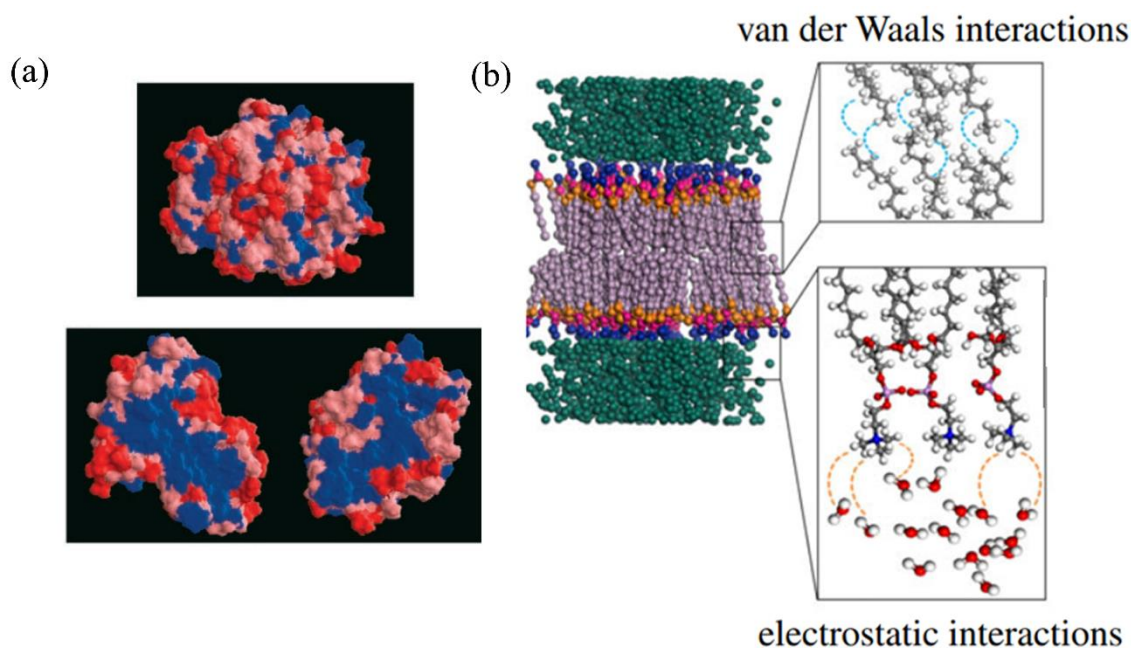 van der Waals interactions
(a)
(b)
electrostatic interactions